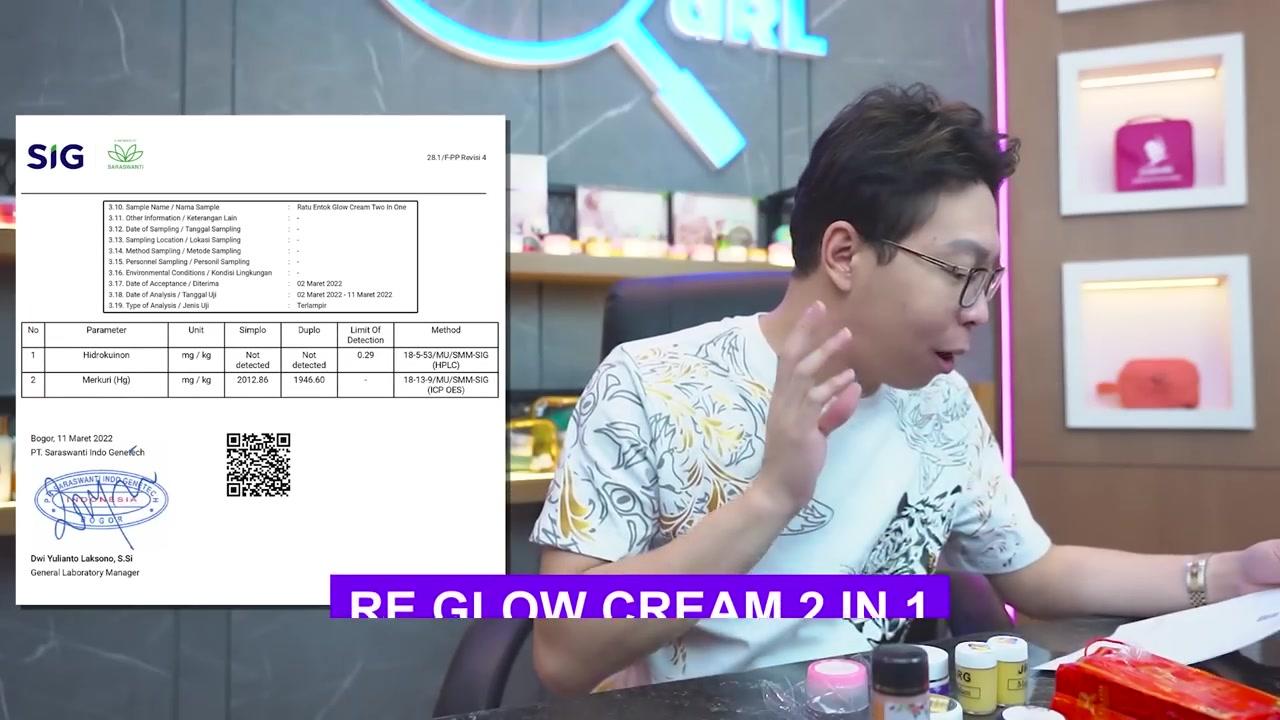 GRL
SIG
SARASWANTI
28.1/F-PP Revisi 4
3.10. Sample Name / Nama Sample : Ratu Entok Glow Cream Two In One
3.11. Other Information / Keterangan Lain : -
3.12. Date of Sampling / Tanggal Sampling : -
3.13. Sampling Location / Lokasi Sampling : -
3.14. Method Sampling / Metode Sampling : -
3.15. Personnel Sampling / Personil Sampling : -
3.16. Environmental Conditions / Kondisi Lingkungan : -
3.17. Date of Acceptance / Diterima : 02 Maret 2022
3.18. Date of Analysis / Tanggal Uji : 02 Maret 2022 - 11 Maret 2022
3.19. Type of Analysis / Jenis Uji : Terlampir
No Parameter Unit Simplo Duplo Limit Of Detection Method
1 Hidrokuinon mg / kg Not detected Not detected 0.29 18-5-53/MU/SMM-SIG (HPLC)
2 Merkuri (Hg) mg / kg 2012.86 1946.60 - 18-13-9/MU/SMM-SIG (ICP OES)
Bogor, 11 Maret 2022
PT. Saraswanti Indo Genetech
PT. SARASWANTI INDO GENETECH
INDONESIA
BOGOR
Dwi Yulianto Laksono, S.Si
General Laboratory Manager
RE GLOW CREAM 2 IN 1